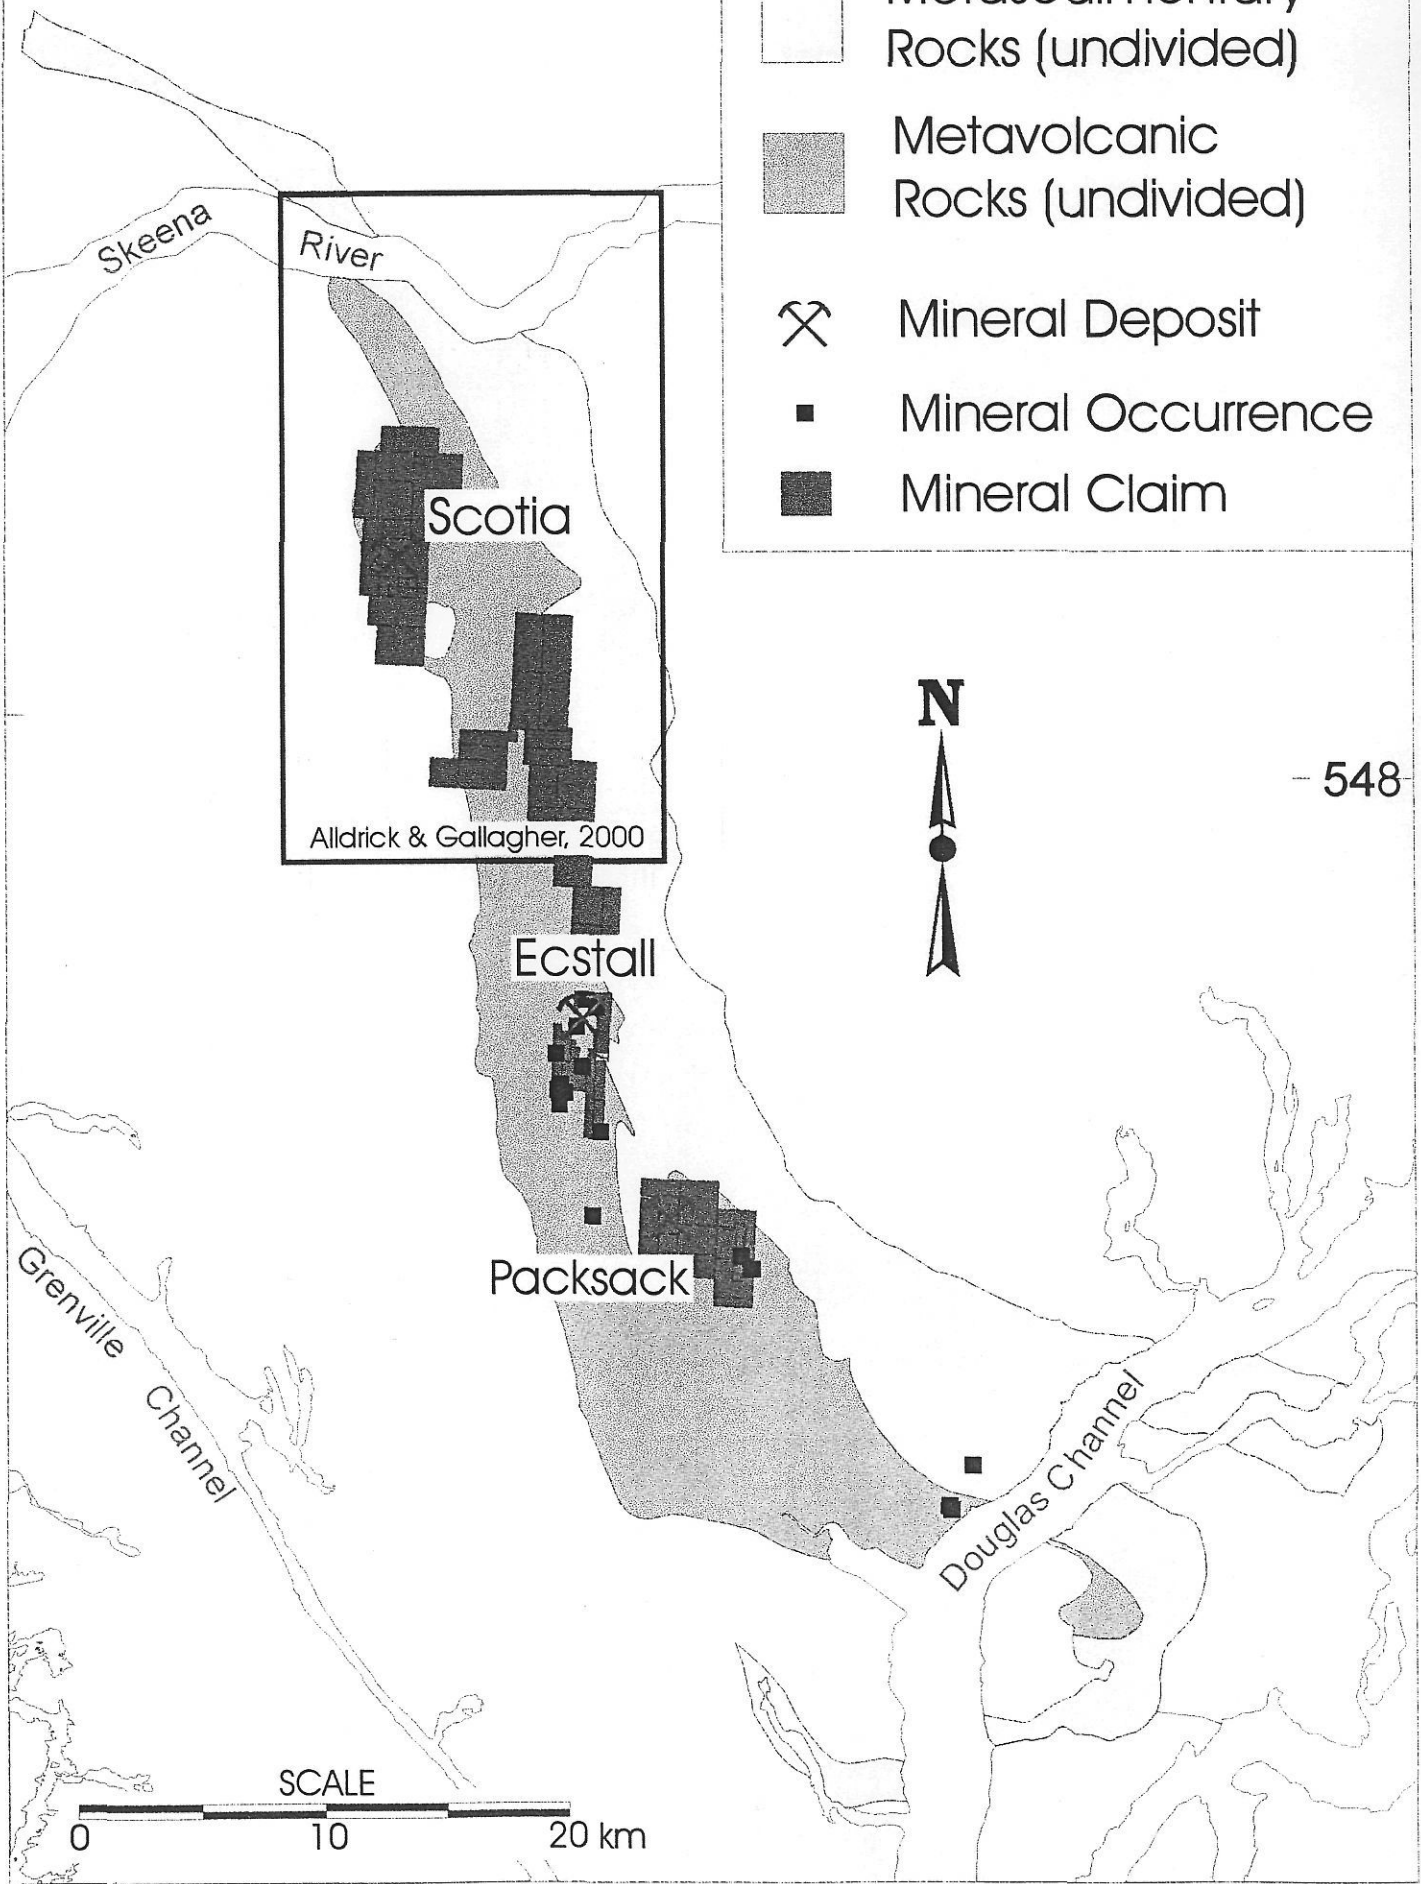 Rocks (undivided)
Metavolcanic
Rocks (undivided)
Mineral Deposit
Mineral Occurrence
Mineral Claim
Skeena
River
Scotia
N
548
Alldrick & Gallagher, 2000
Ecstall
Packsack
Grenville
Channel
Douglas Channel
SCALE
0
10
20 km